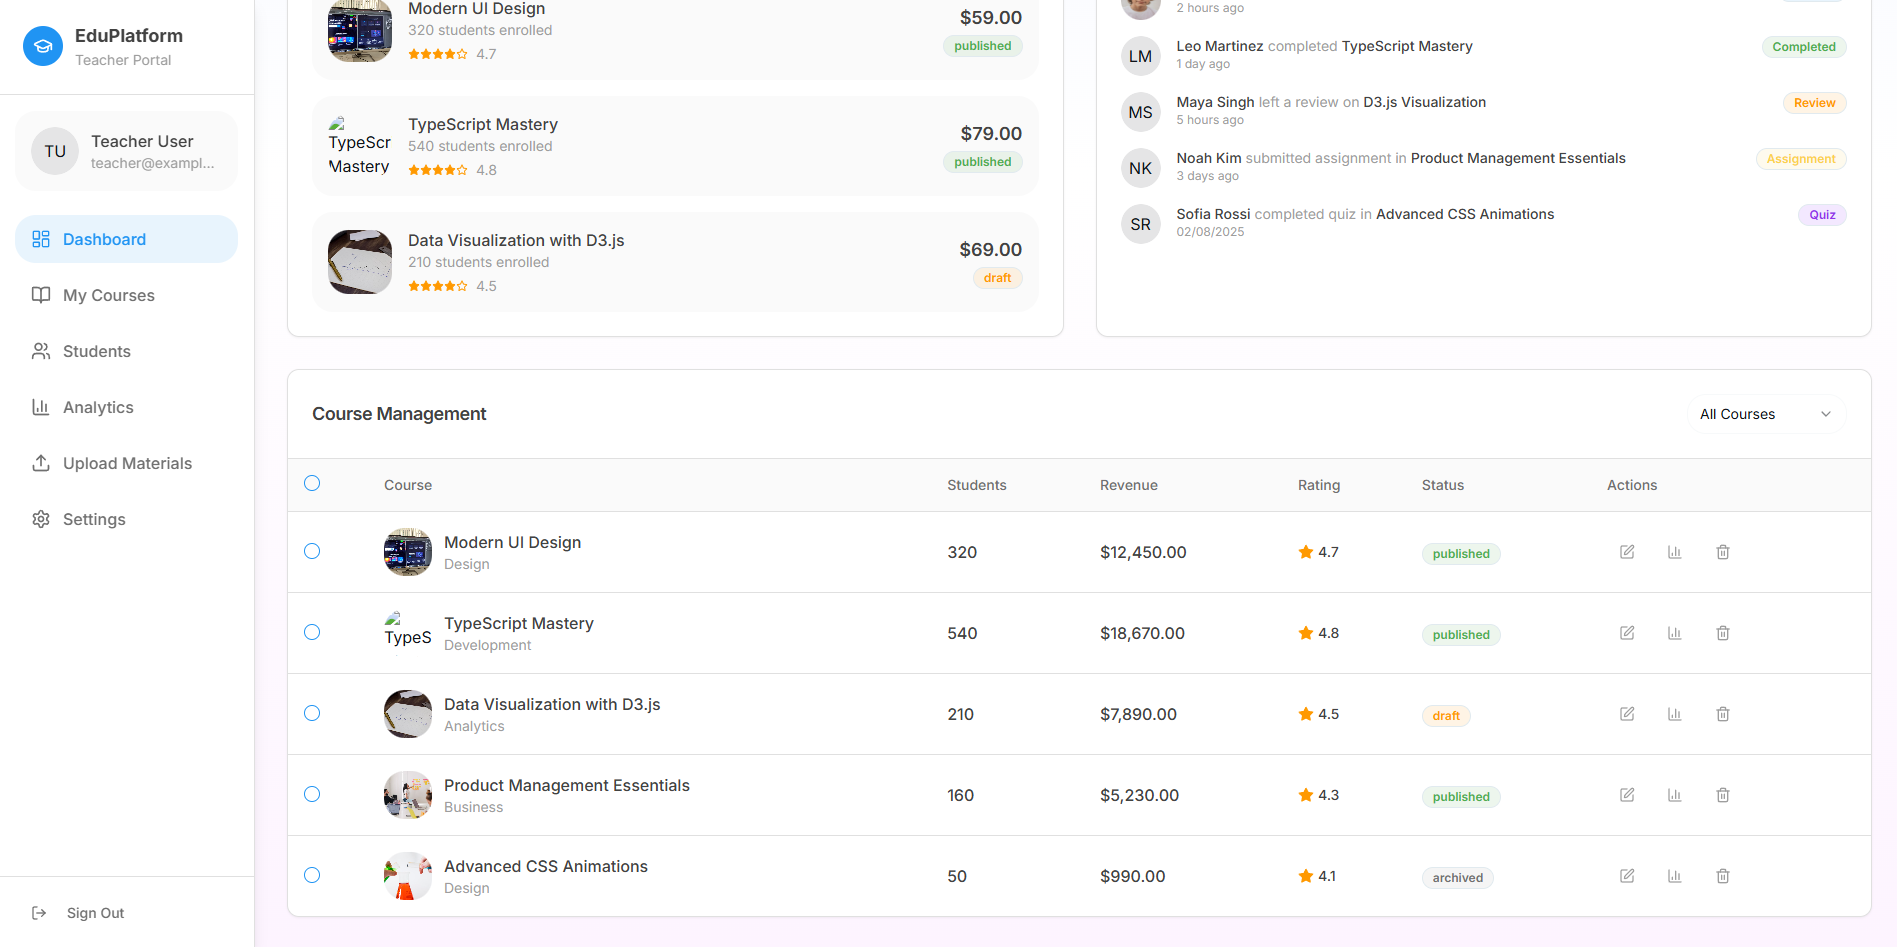 EduPlatform
Teacher Portal
TU
Teacher User
teacher@exampl...
Dashboard
My Courses
Students
Analytics
Upload Materials
Settings
Sign Out
Modern UI Design
320 students enrolled
4.7
$59.00
published
TypeScr
Mastery
TypeScript Mastery
540 students enrolled
4.8
$79.00
published
Data Visualization with D3.js
210 students enrolled
4.5
$69.00
draft
2 hours ago
LM
Leo Martinez completed TypeScript Mastery
1 day ago
Completed
MS
Maya Singh left a review on D3.js Visualization
5 hours ago
Review
NK
Noah Kim submitted assignment in Product Management Essentials
3 days ago
Assignment
SR
Sofia Rossi completed quiz in Advanced CSS Animations
02/08/2025
Quiz
Course Management
All Courses
Course Students Revenue Rating Status Actions
Modern UI Design
Design
320 $12,450.00 4.7 published
TypeS
TypeScript Mastery
Development
540 $18,670.00 4.8 published
Data Visualization with D3.js
Analytics
210 $7,890.00 4.5 draft
Product Management Essentials
Business
160 $5,230.00 4.3 published
Advanced CSS Animations
Design
50 $990.00 4.1 archived